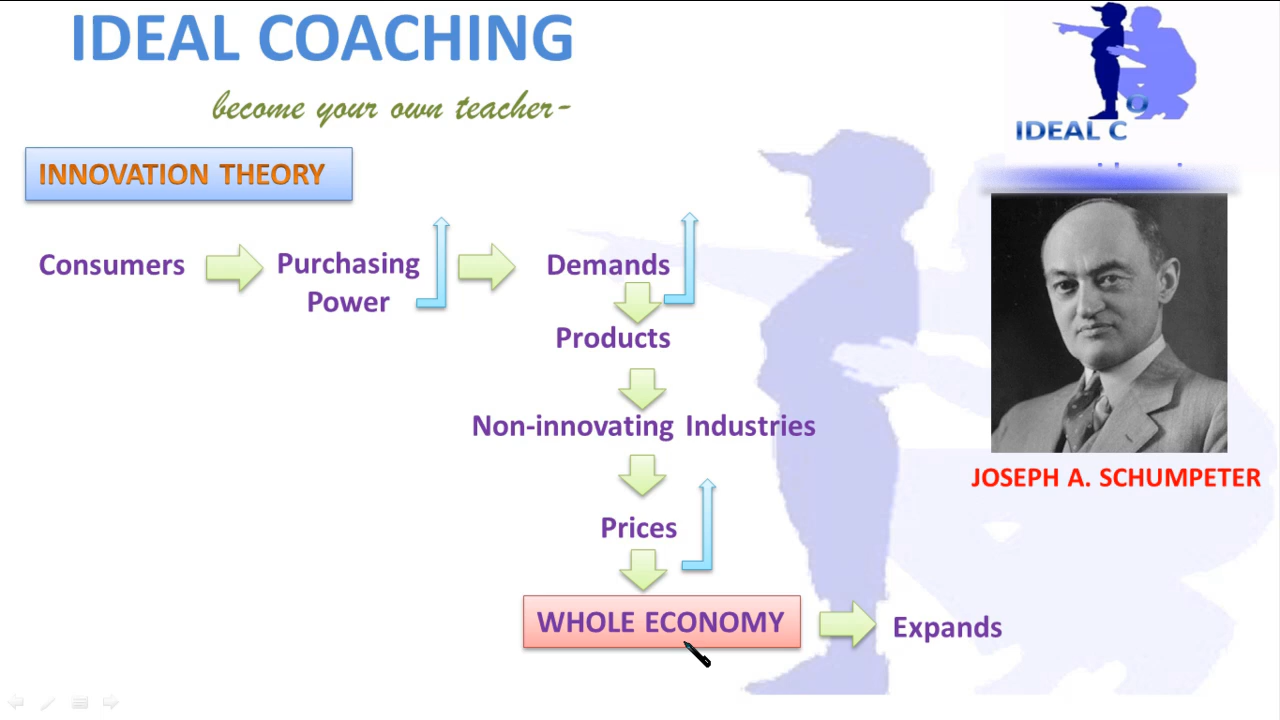 IDEAL COACHING
become your own teacher-
IDEAL C
O
INNOVATION THEORY
Consumers
Purchasing
Power
Demands
Products
Non-innovating Industries
Prices
WHOLE ECONOMY
Expands
JOSEPH A. SCHUMPETER